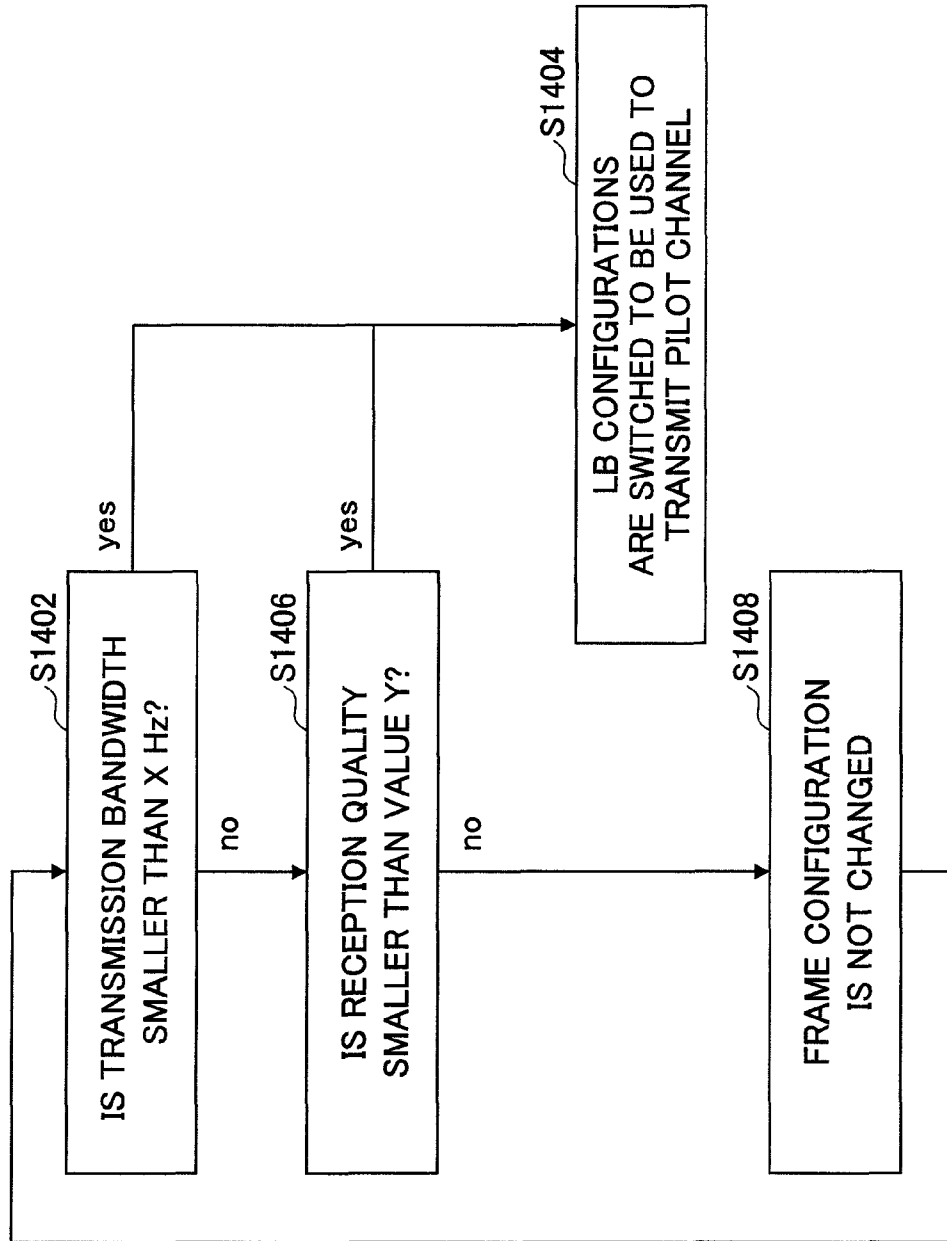 S1402
IS TRANSMISSION BANDWIDTH
SMALLER THAN X Hz?
yes
no
S1406
IS RECEPTION QUALITY
SMALLER THAN VALUE Y?
yes
no
S1404
LB CONFIGURATIONS
ARE SWITCHED TO BE USED TO
TRANSMIT PILOT CHANNEL
S1408
FRAME CONFIGURATION
IS NOT CHANGED